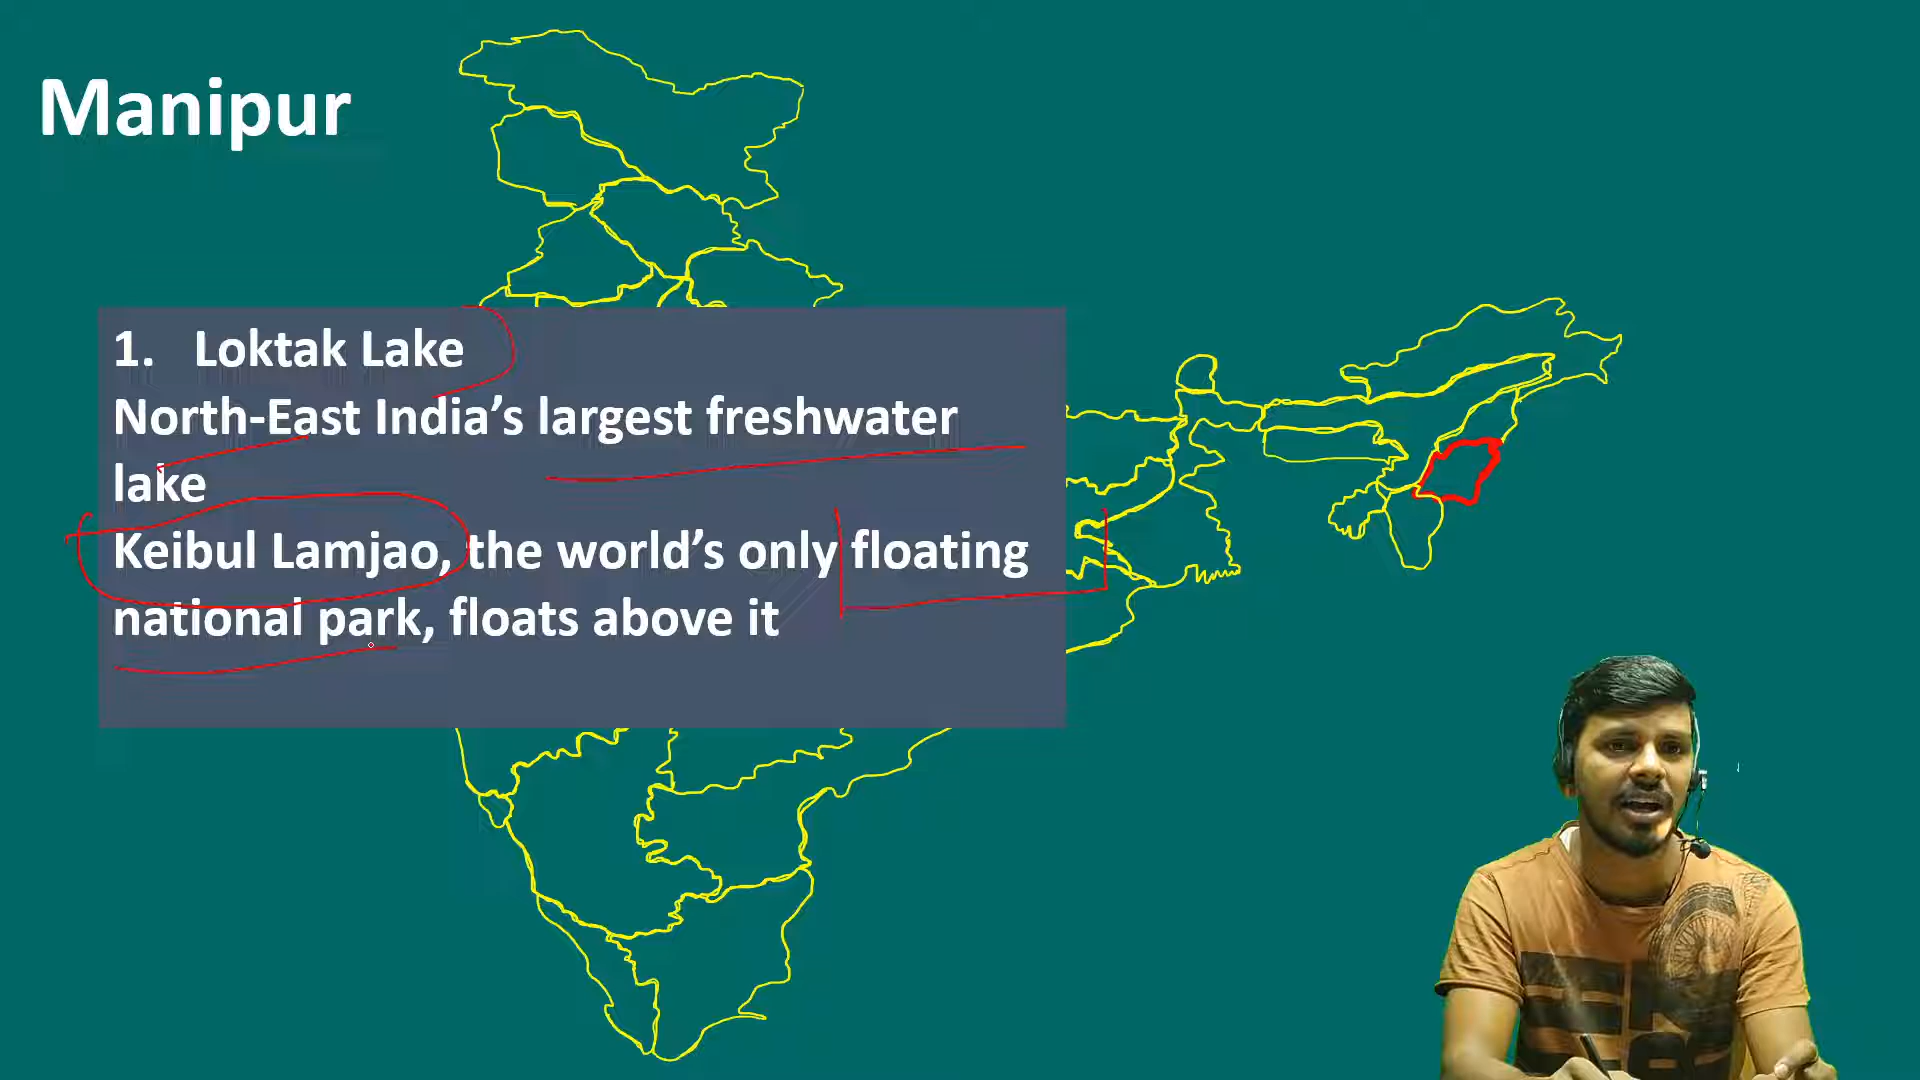 Manipur
1. Loktak Lake
North-East India’s largest freshwater
lake
Keibul Lamjao, the world’s only floating
national park, floats above it